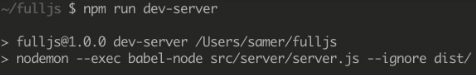 ~/fulljs $ npm run dev-server
> fulljs@1.0.0 dev-server /Users/samer/fulljs
> nodemon --exec babel-node src/server/server.js --ignore dist/